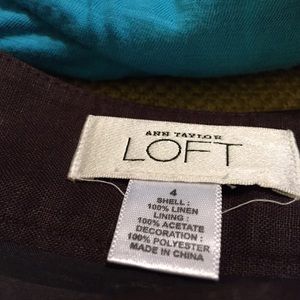 ANN TAYLOR
LOFT
4
SHELL :
100% LINEN
LINING :
100% ACETATE
DECORATION :
100% POLYESTER
MADE IN CHINA